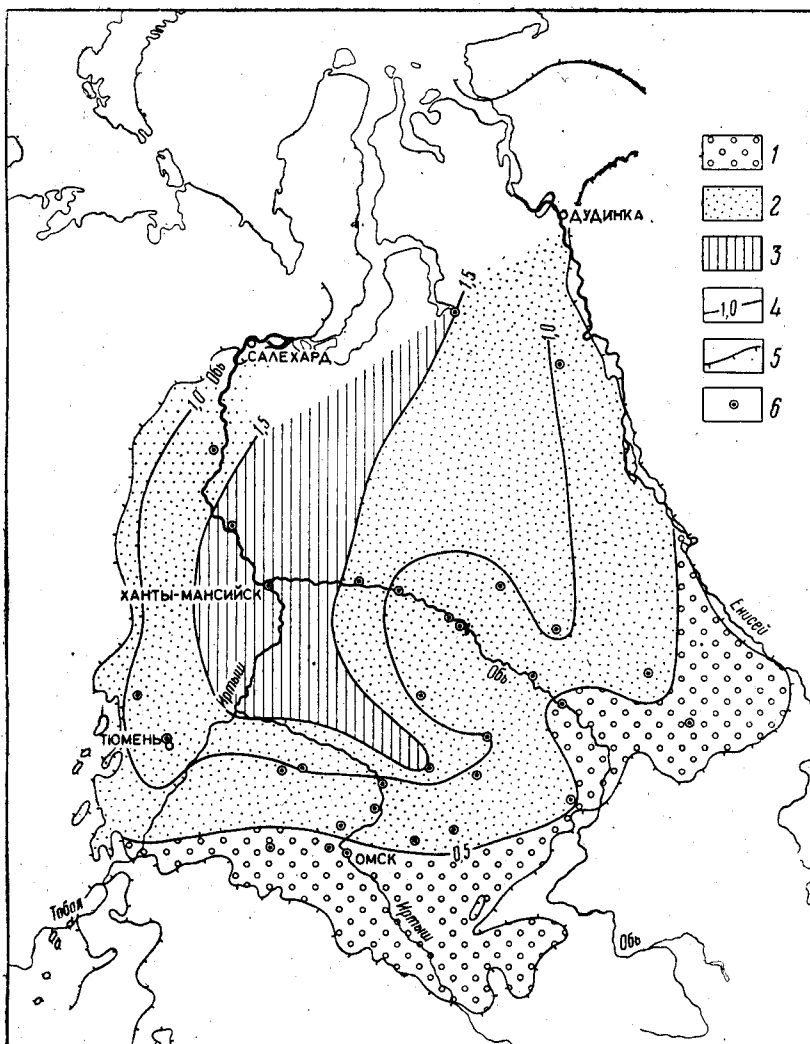 1
2
ДУДИНКА
3
1,5
1,0
4
САЛЕХАРД
Обь
5
1,0
1,0
1,5
6
ХАНТЫ-МАНСИЙСК
Енисей
Иртыш
Обь
ТЮМЕНЬ
ОМСК
0,5
Тобол
Иртыш
Обь